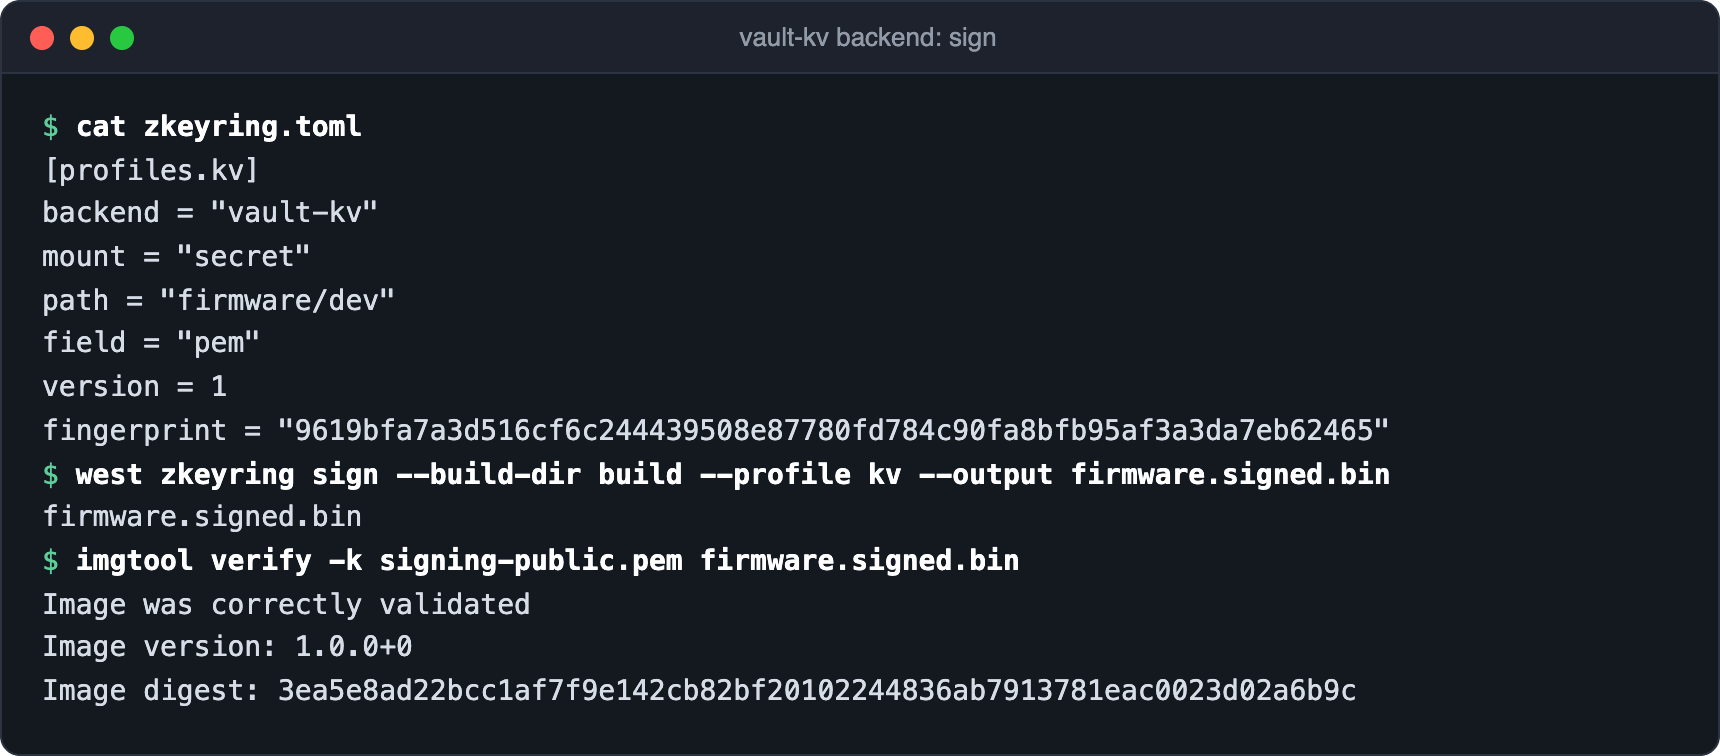 vault-kv backend: sign
$ cat zkeyring.toml
[profiles.kv]
backend = "vault-kv"
mount = "secret"
path = "firmware/dev"
field = "pem"
version = 1
fingerprint = "9619bfa7a3d516cf6c244439508e87780fd784c90fa8bfb95af3a3da7eb62465"
$ west zkeyring sign --build-dir build --profile kv --output firmware.signed.bin
firmware.signed.bin
$ imgtool verify -k signing-public.pem firmware.signed.bin
Image was correctly validated
Image version: 1.0.0+0
Image digest: 3ea5e8ad22bcc1af7f9e142cb82bf20102244836ab7913781eac0023d02a6b9c